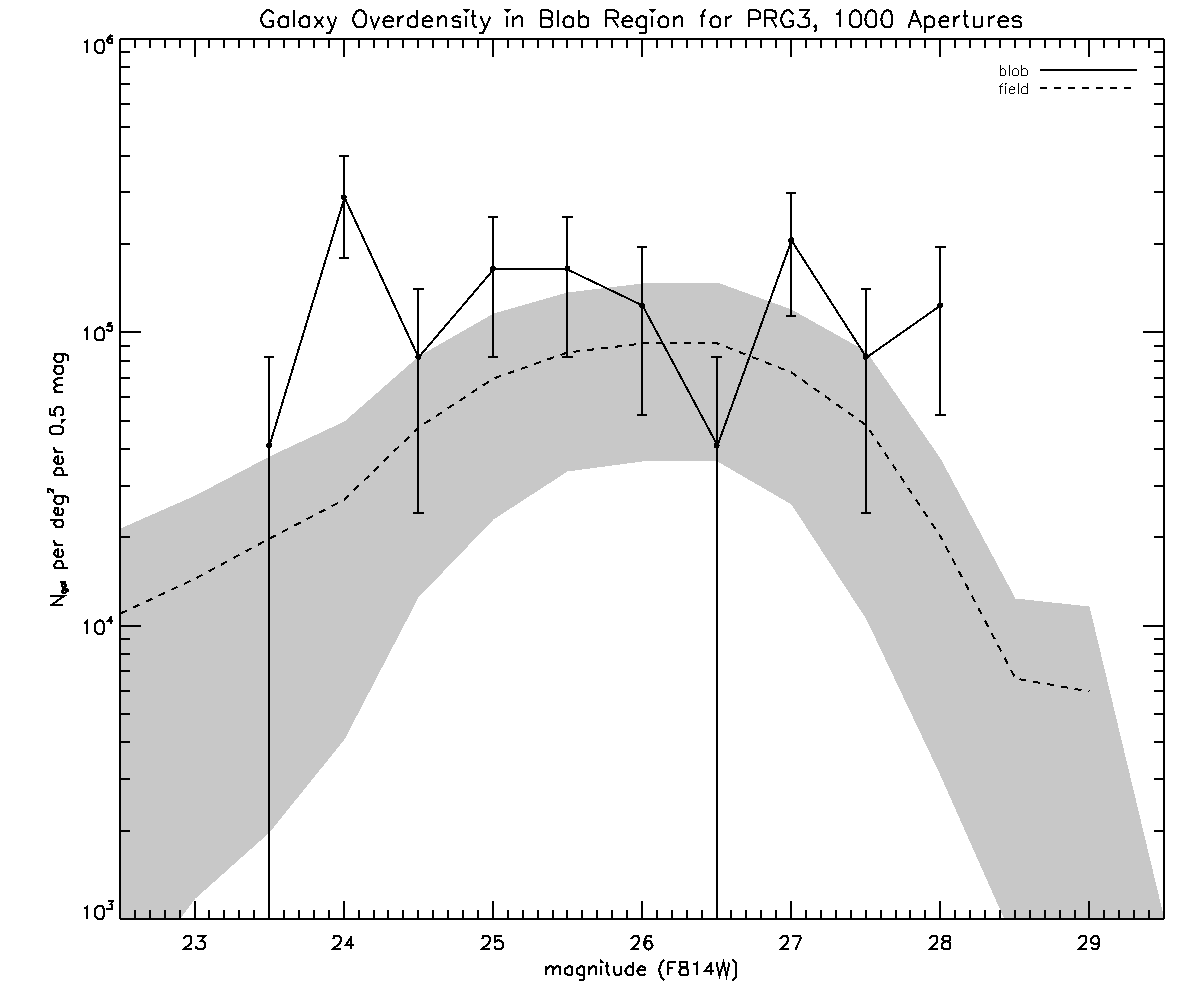 Galaxy Overdensity in Blob Region for PRG3, 1000 Apertures
blob
field
10⁶
10⁵
10⁴
10³
N_gal per deg² per 0.5 mag
23 24 25 26 27 28 29
magnitude (F814W)